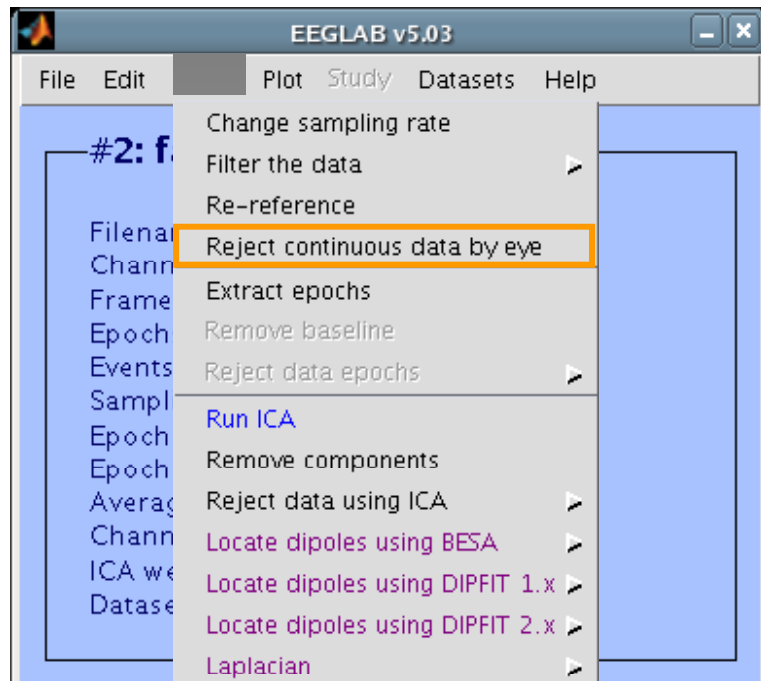 EEGLAB v5.03
File Edit Plot Study Datasets Help
#2: f
Change sampling rate
Filter the data
Re-reference
Reject continuous data by eye
Extract epochs
Remove baseline
Reject data epochs
Run ICA
Remove components
Reject data using ICA
Locate dipoles using BESA
Locate dipoles using DIPFIT 1.x
Locate dipoles using DIPFIT 2.x
Laplacian
Filena
Chann
Frame
Epoch
Events
Sampl
Epoch
Epoch
Averag
Chann
ICA we
Datase